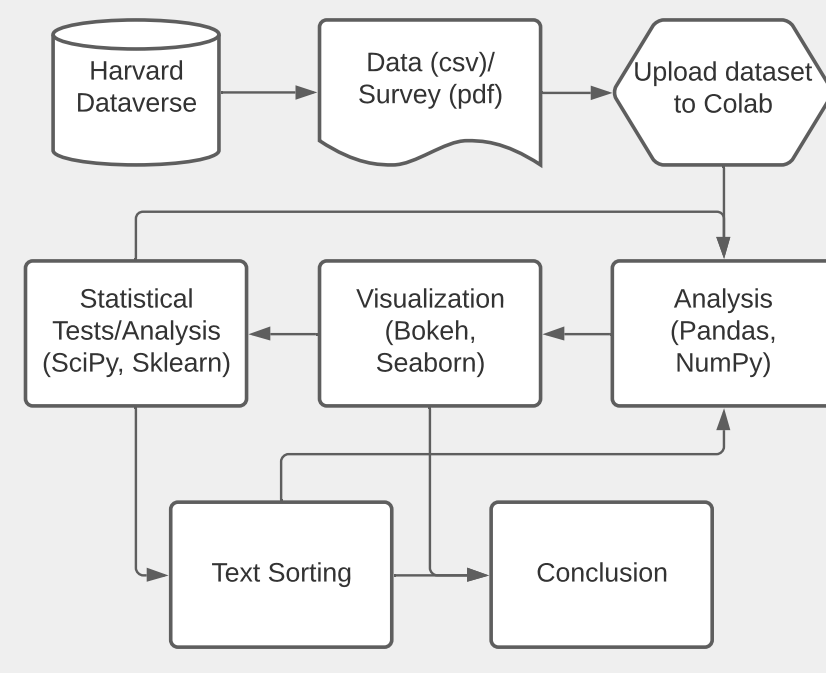 Harvard
Dataverse
Data (csv)/
Survey (pdf)
Upload dataset
to Colab
Statistical
Tests/Analysis
(SciPy, Sklearn)
Visualization
(Bokeh,
Seaborn)
Analysis
(Pandas,
NumPy)
Text Sorting
Conclusion